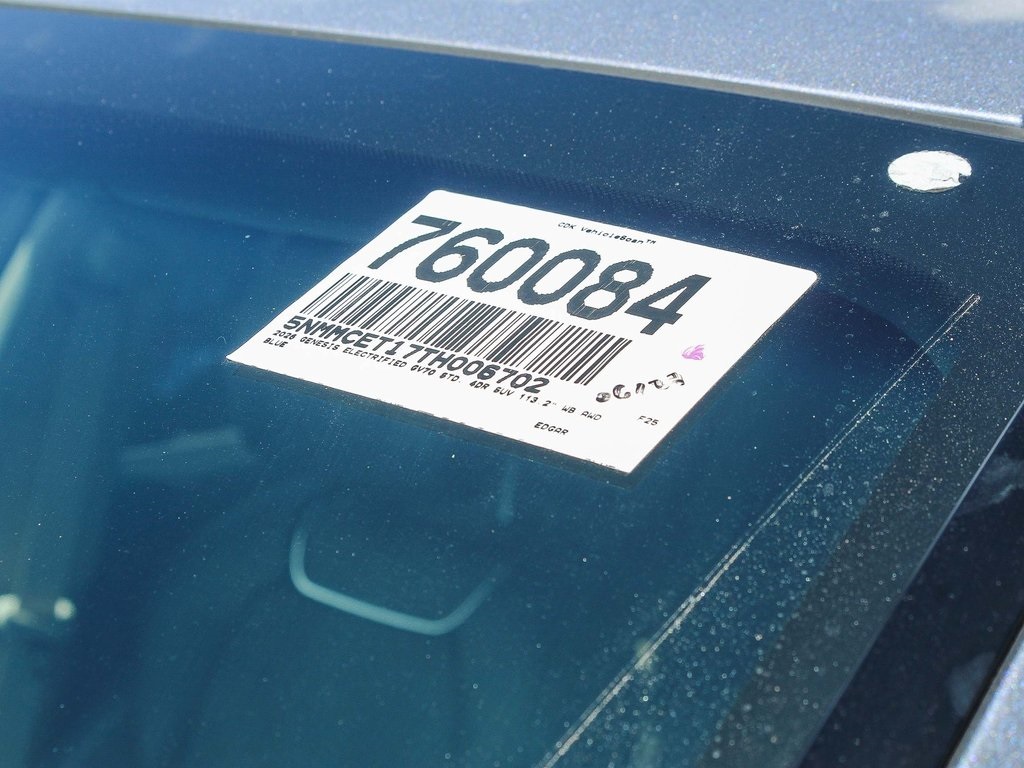 CDK VehicleScan™
760084
5NMMCET17TH006702
2026 GENESIS ELECTRIFIED GV70 STD. 4DR SUV 113.2" WB AWD
BLUE
F25
EDGAR